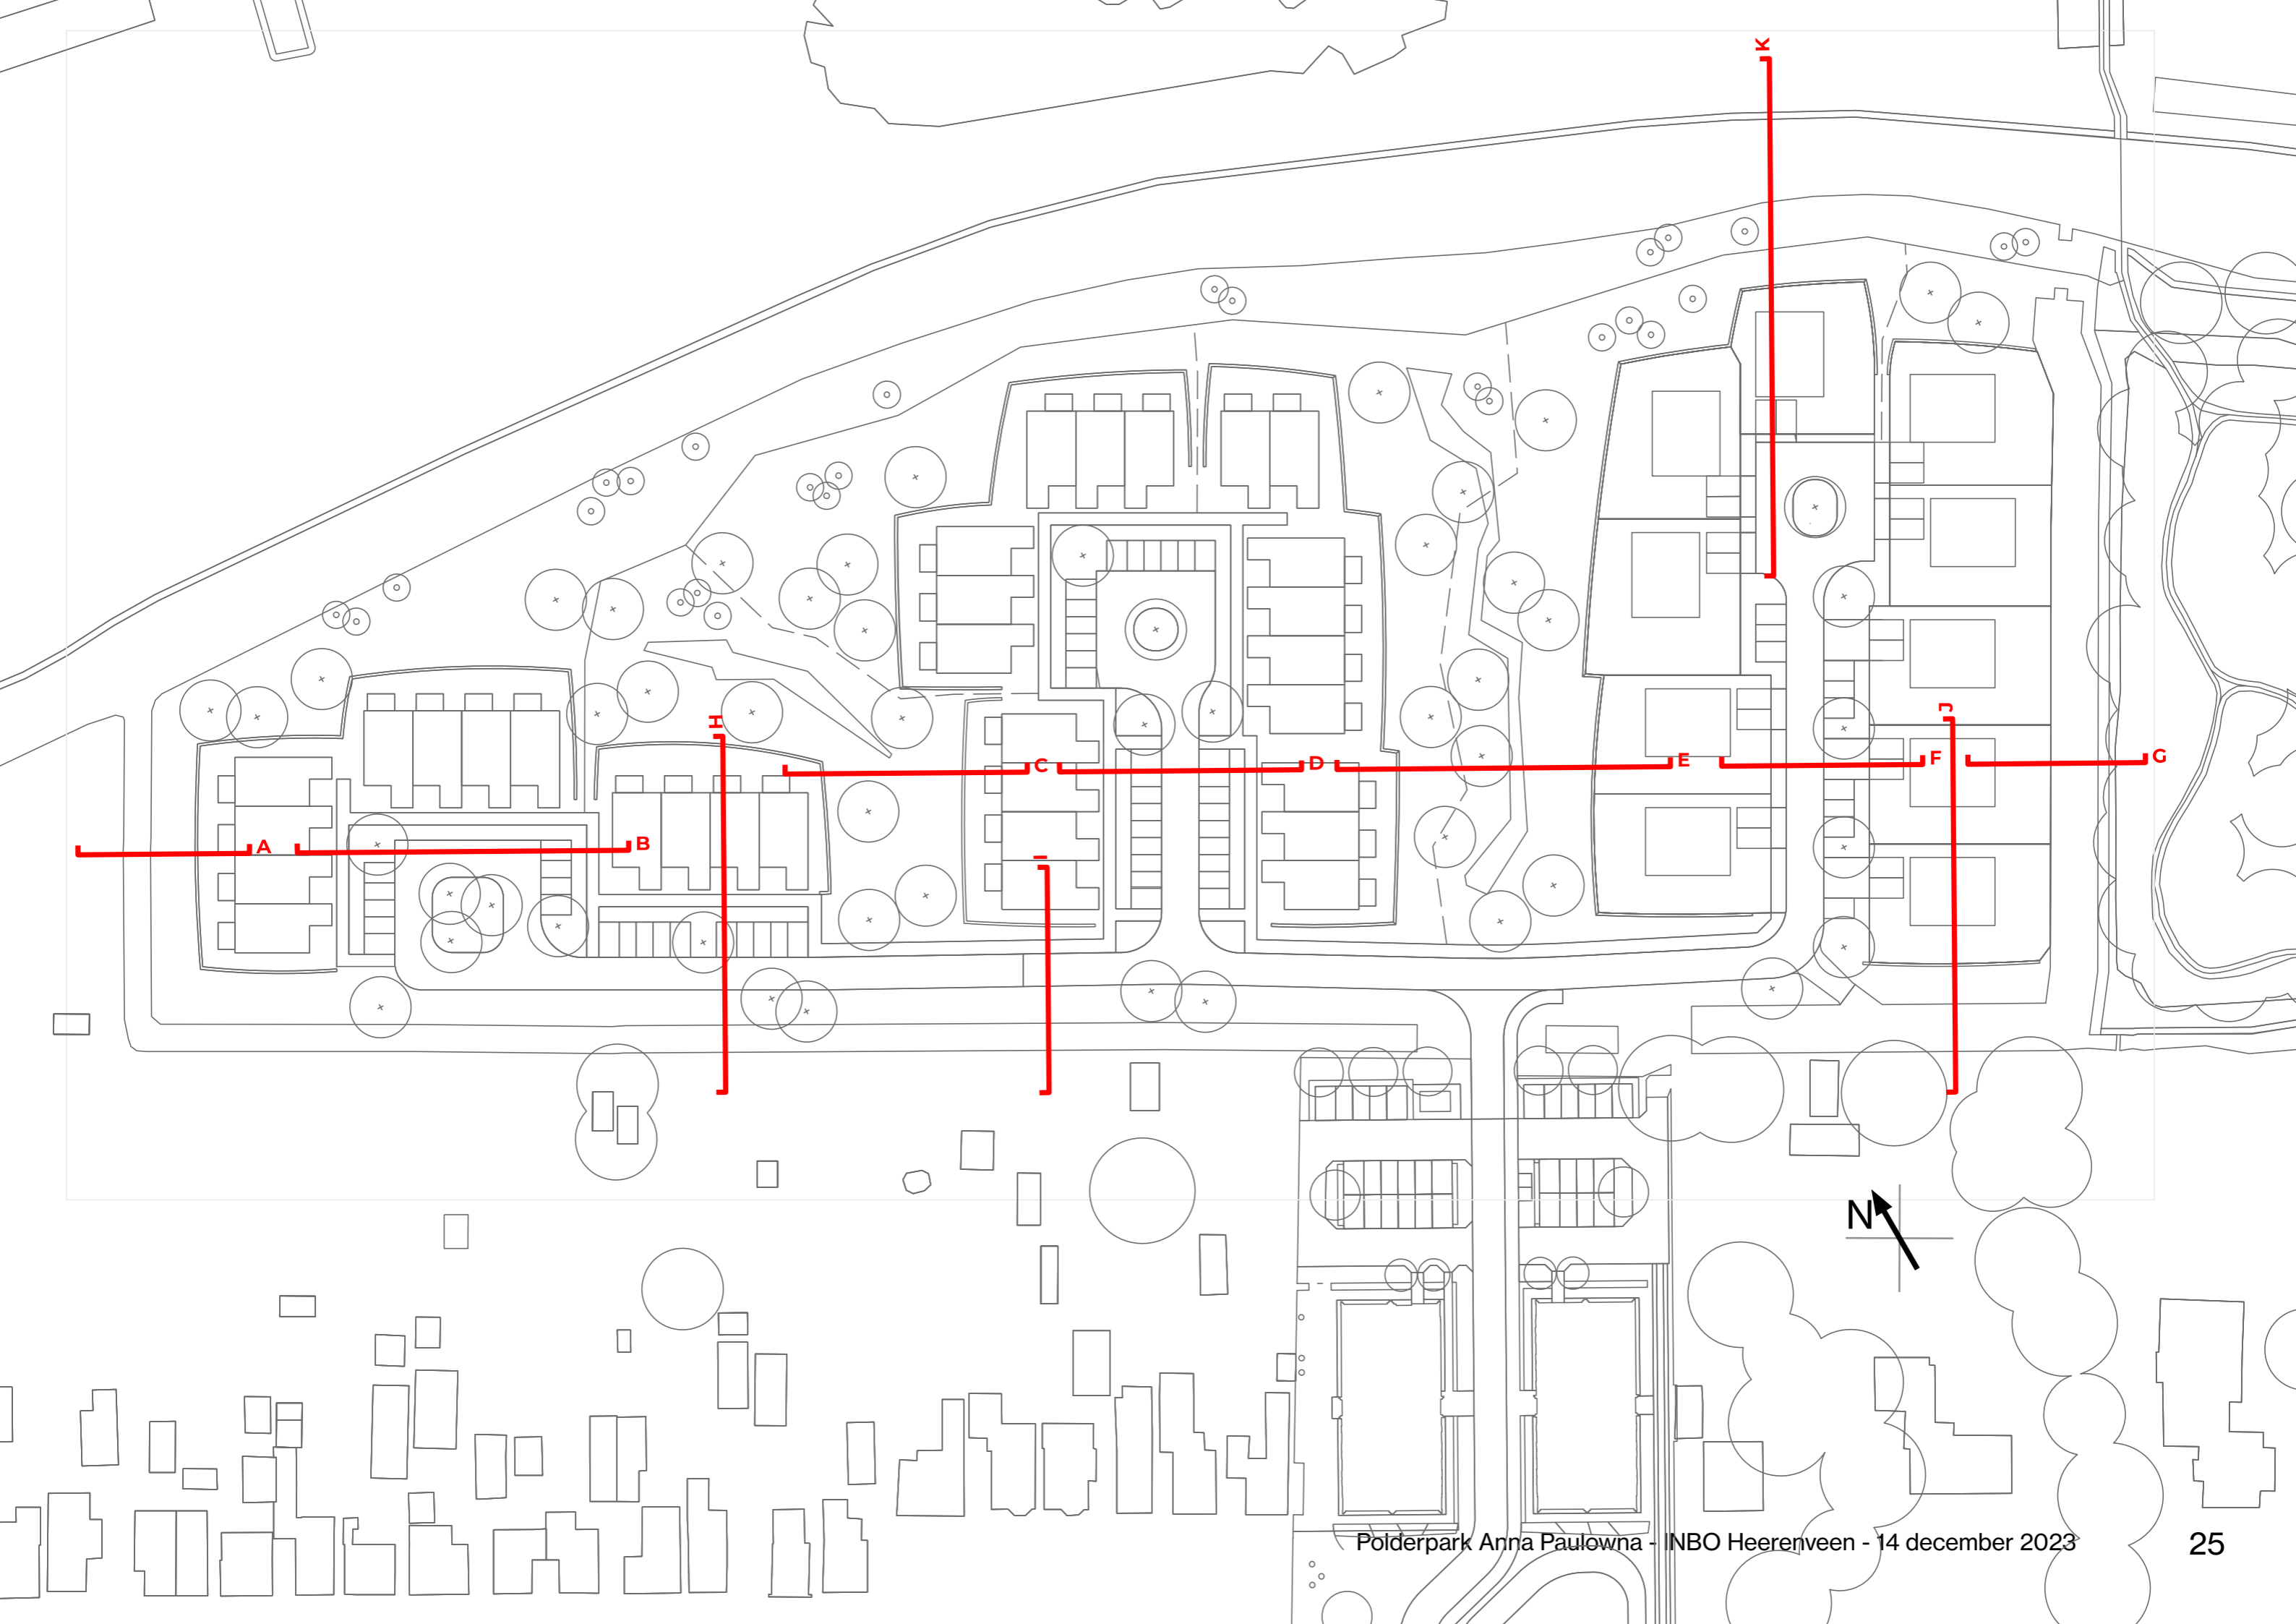 K
H
J
C
D
E
F
G
A
B
I
N
Polderpark Anna Paulowna - INBO Heerenveen - 14 december 2023
25